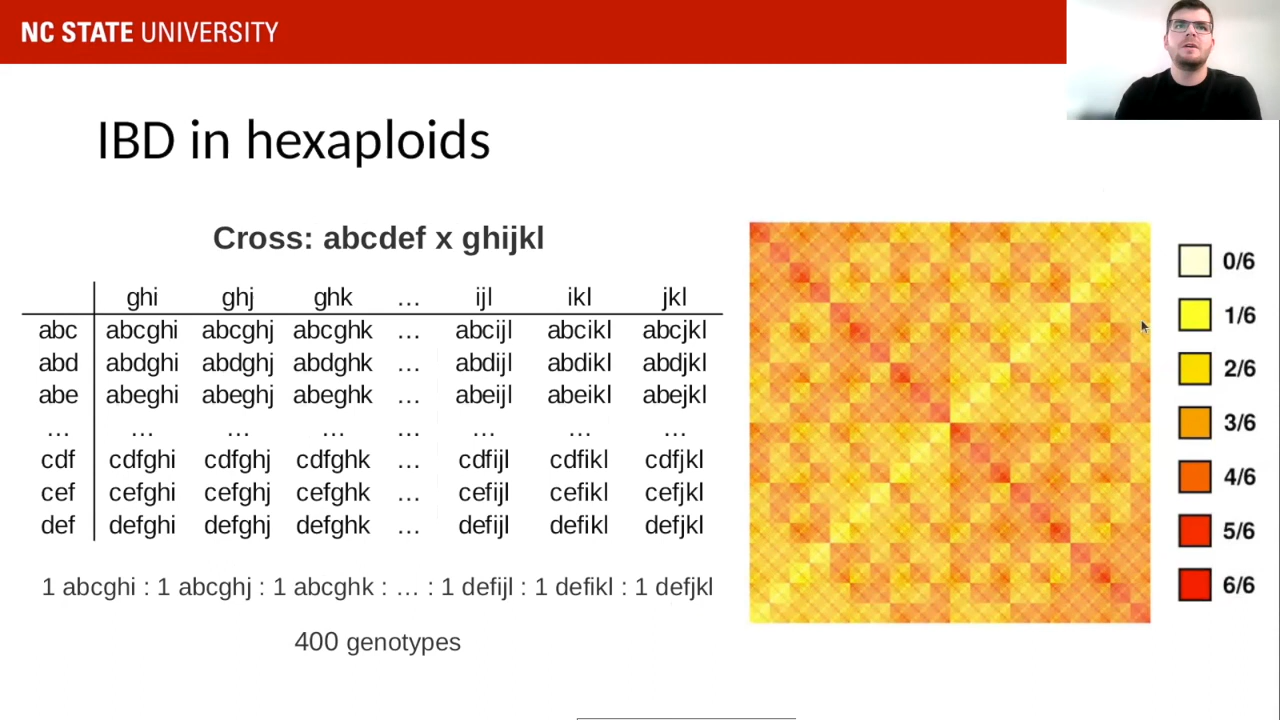 NC STATE UNIVERSITY
IBD in hexaploids
Cross: abcdef x ghijkl
ghi ghj ghk … ijl ikl jkl
abc abcghi abcghj abcghk … abcijl abcikl abcjkl
abd abdghi abdghj abdghk … abdijl abdikl abdjkl
abe abeghi abeghj abeghk … abeijl abeikl abejkl
… … … … … … … …
cdf cdfghi cdfghj cdfghk … cdfijl cdfikl cdfjkl
cef cefghi cefghj cefghk … cefijl cefikl cefjkl
def defghi defghj defghk … defijl defikl defjkl
1 abcghi : 1 abcghj : 1 abcghk : … : 1 defijl : 1 defikl : 1 defjkl
400 genotypes
0/6
1/6
2/6
3/6
4/6
5/6
6/6